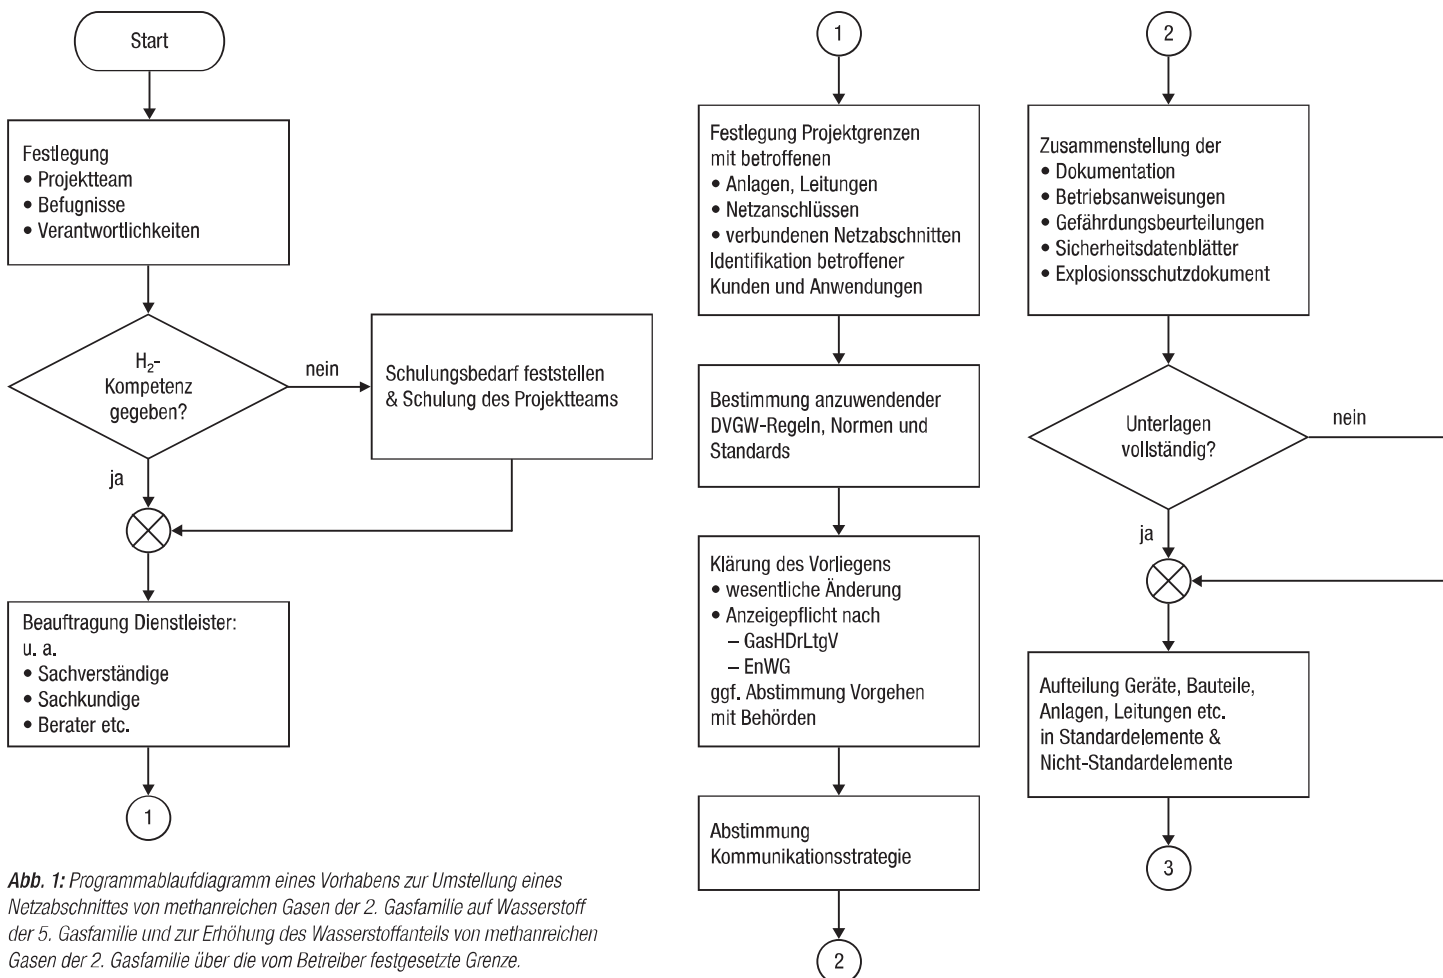 Start
Festlegung
• Projektteam
• Befugnisse
• Verantwortlichkeiten
H₂-
Kompetenz
gegeben?
nein
Schulungsbedarf feststellen
& Schulung des Projektteams
ja
Beauftragung Dienstleister:
u. a.
• Sachverständige
• Sachkundige
• Berater etc.
1
Abb. 1: Programmablaufdiagramm eines Vorhabens zur Umstellung eines
Netzabschnittes von methanreichen Gasen der 2. Gasfamilie auf Wasserstoff
der 5. Gasfamilie und zur Erhöhung des Wasserstoffanteils von methanreichen
Gasen der 2. Gasfamilie über die vom Betreiber festgesetzte Grenze.
1
Festlegung Projektgrenzen
mit betroffenen
• Anlagen, Leitungen
• Netzanschlüssen
• verbundenen Netzabschnitten
Identifikation betroffener
Kunden und Anwendungen
Bestimmung anzuwendender
DVGW-Regeln, Normen und
Standards
Klärung des Vorliegens
• wesentliche Änderung
• Anzeigepflicht nach
– GasHDrLtgV
– EnWG
ggf. Abstimmung Vorgehen
mit Behörden
Abstimmung
Kommunikationsstrategie
2
2
Zusammenstellung der
• Dokumentation
• Betriebsanweisungen
• Gefährdungsbeurteilungen
• Sicherheitsdatenblätter
• Explosionsschutzdokument
Unterlagen
vollständig?
nein
ja
Aufteilung Geräte, Bauteile,
Anlagen, Leitungen etc.
in Standardelemente &
Nicht-Standardelemente
3